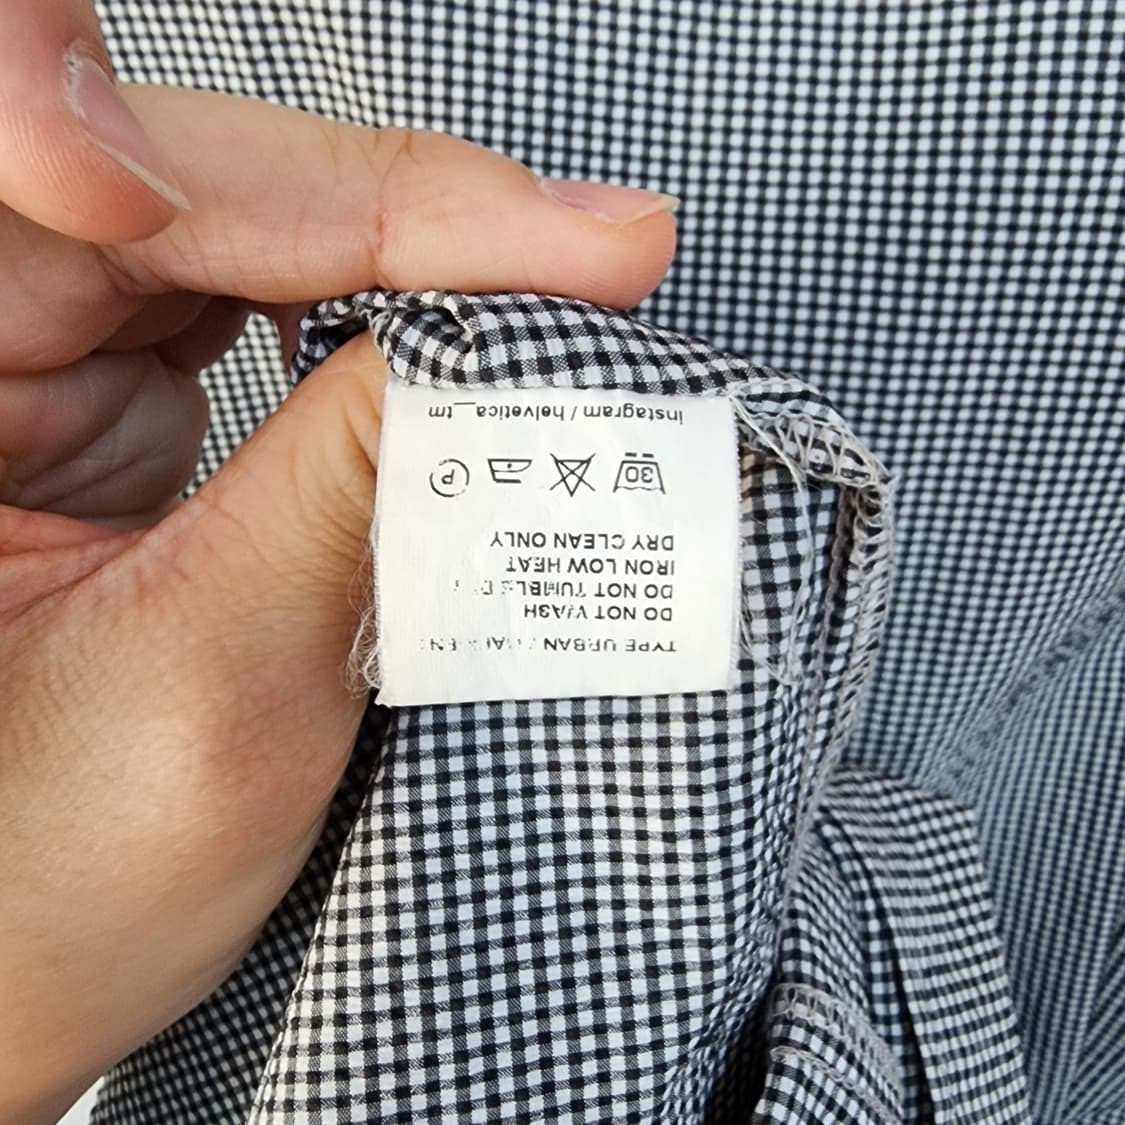 TYPE URBAN
DO NOT WASH
DO NOT TUMBLE
IRON LOW HEAT
DRY CLEAN ONLY
30 P
instagram / helvetica_tm